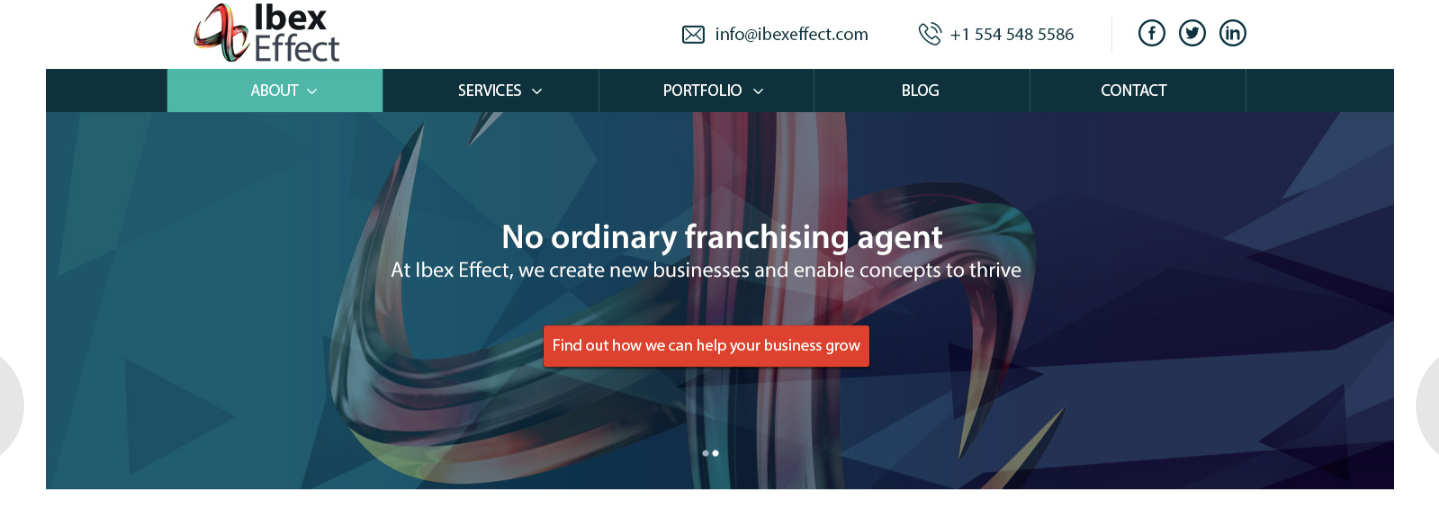 Ibex
Effect
info@ibexeffect.com
+1 554 548 5586
ABOUT
SERVICES
PORTFOLIO
BLOG
CONTACT
No ordinary franchising agent
At Ibex Effect, we create new businesses and enable concepts to thrive
Find out how we can help your business grow